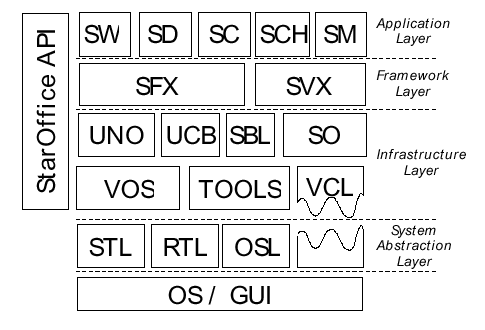 StarOffice API
SW SD SC SCH SM
Application
Layer
SFX SVX
Framework
Layer
UNO UCB SBL SO
VOS TOOLS VCL
Infrastructure
Layer
STL RTL OSL
System
Abstraction
Layer
OS / GUI